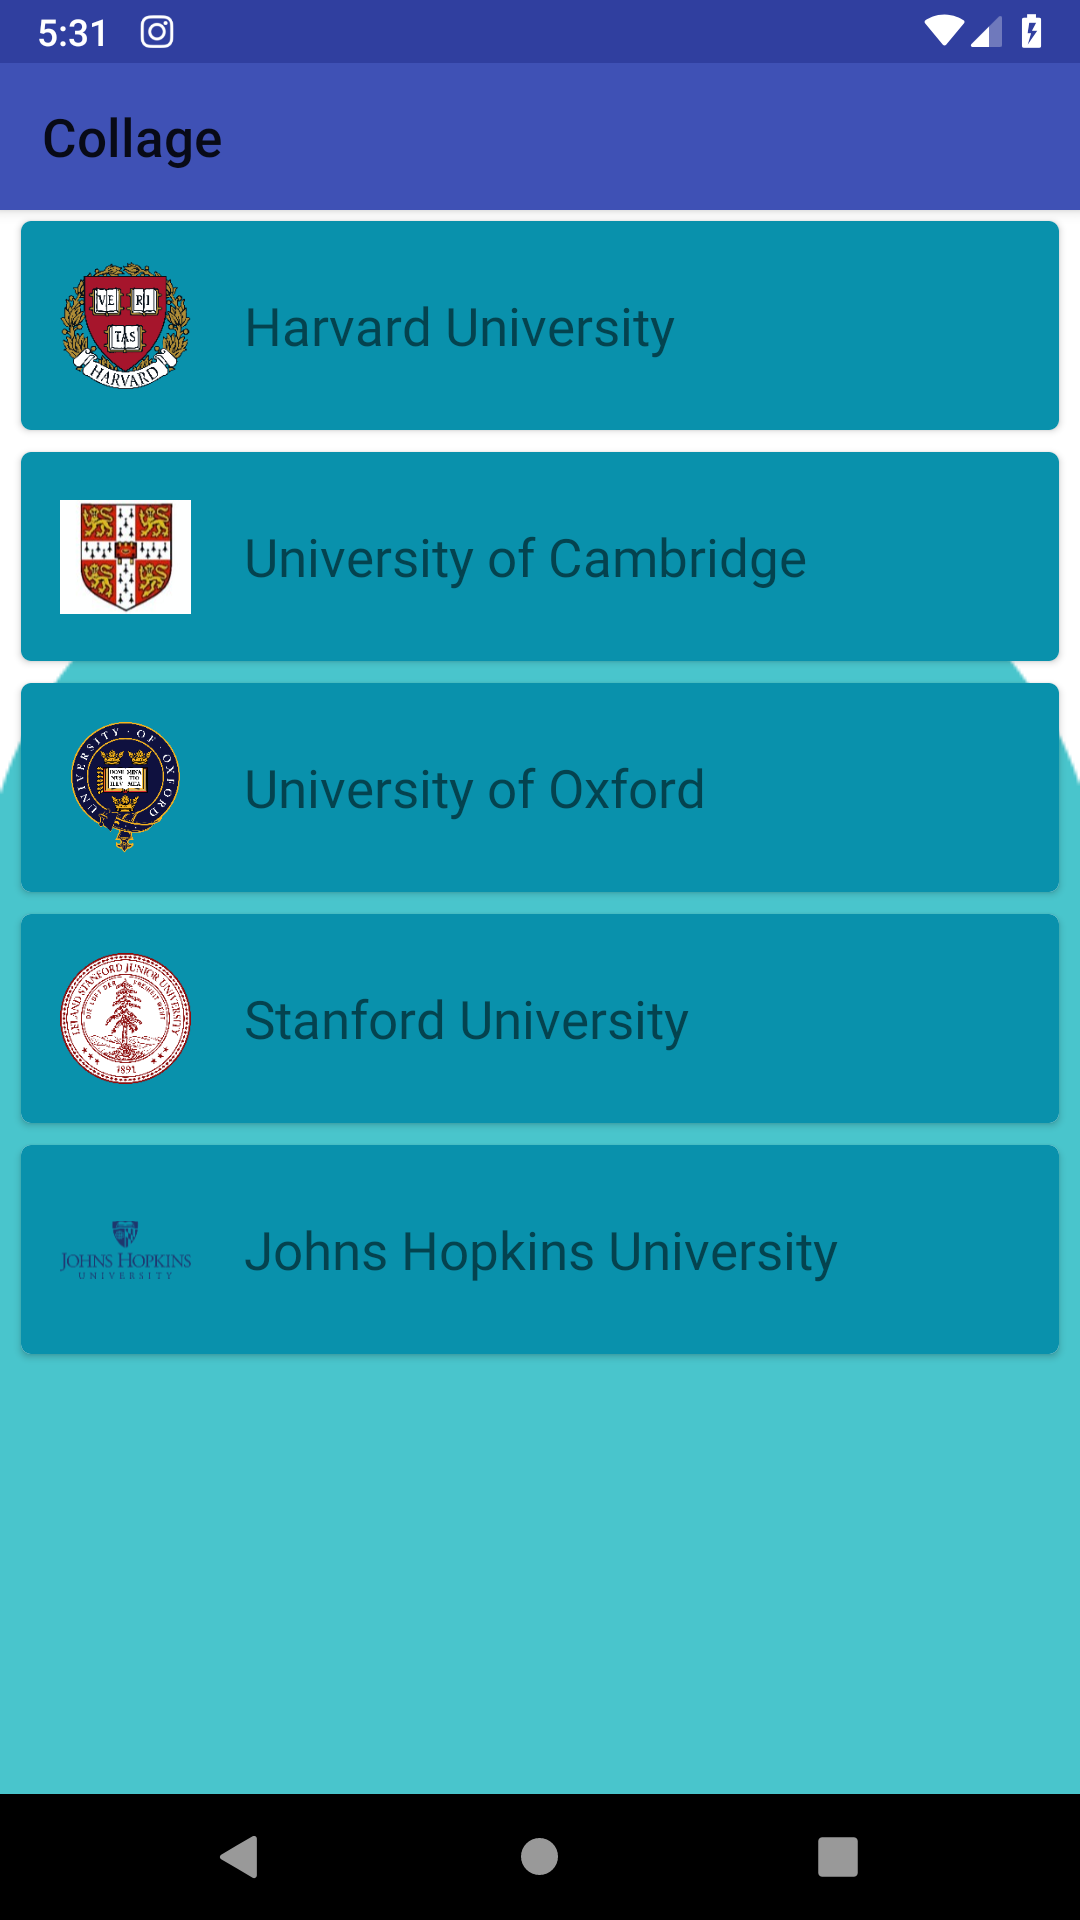 5:31
Collage
VE RI
TAS
HARVARD
Harvard University
University of Cambridge
UNIVERSITY · OF · OXFORD
University of Oxford
LELAND STANFORD JUNIOR UNIVERSITY
1891
Stanford University
JOHNS HOPKINS
UNIVERSITY
Johns Hopkins University